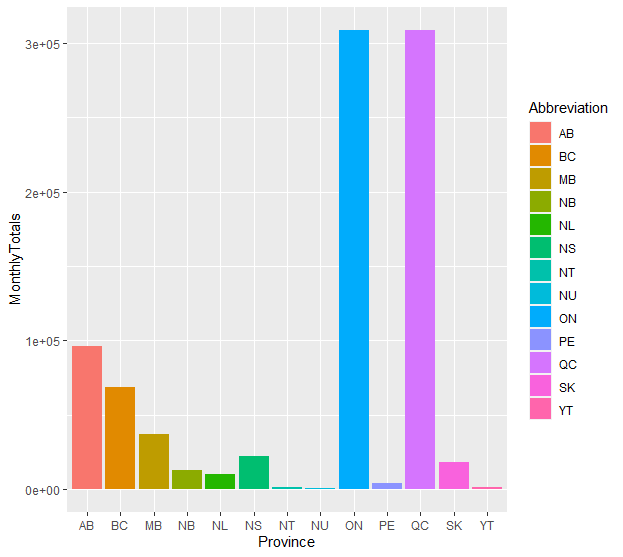 3e+05
2e+05
1e+05
0e+00
MonthlyTotals
AB BC MB NB NL NS NT NU ON PE QC SK YT
Province
Abbreviation
AB
BC
MB
NB
NL
NS
NT
NU
ON
PE
QC
SK
YT